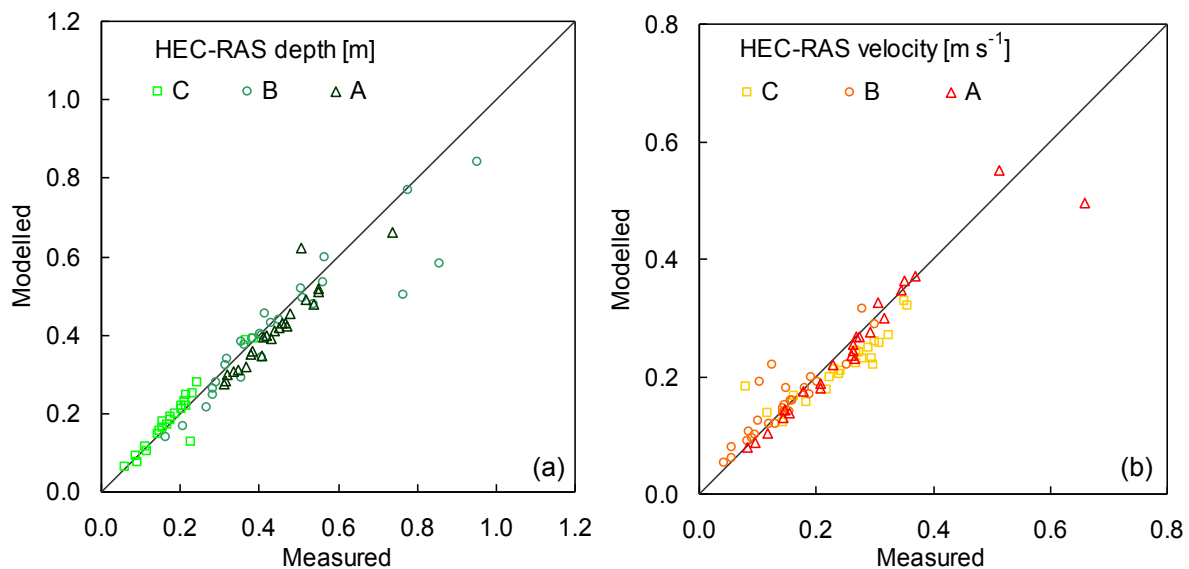 HEC-RAS depth [m]
C B A
1.2
1.0
0.8
0.6
0.4
0.2
0.0
Modelled
(a)
0.0 0.2 0.4 0.6 0.8 1.0 1.2
Measured
HEC-RAS velocity [m s⁻¹]
C B A
0.8
0.6
0.4
0.2
0.0
Modelled
(b)
0.0 0.2 0.4 0.6 0.8
Measured